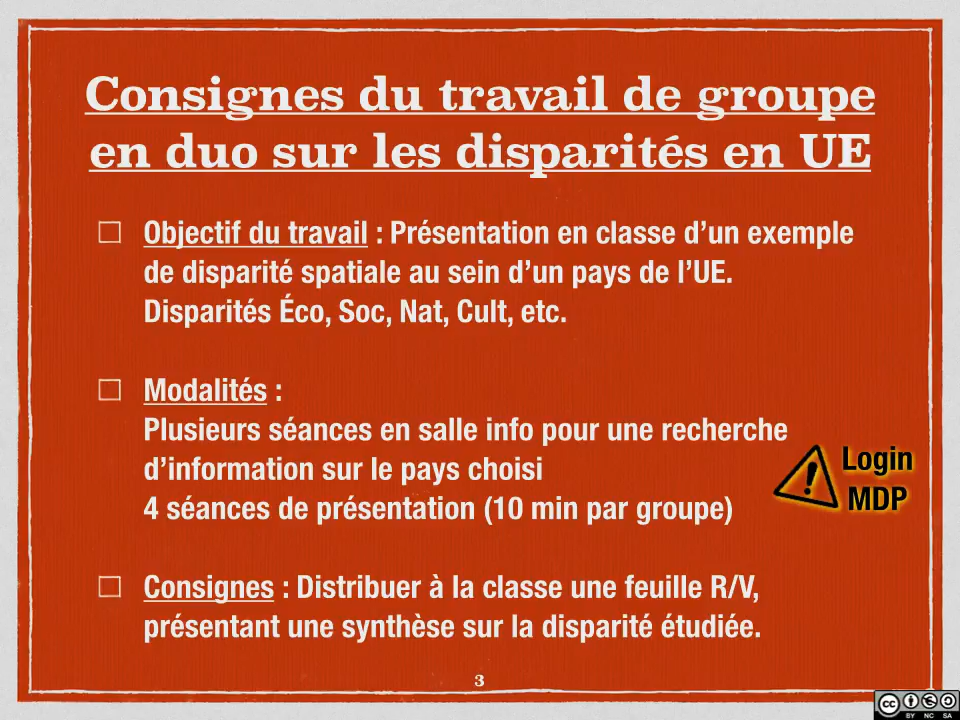 Consignes du travail de groupe
en duo sur les disparités en UE
Objectif du travail : Présentation en classe d’un exemple
de disparité spatiale au sein d’un pays de l’UE.
Disparités Éco, Soc, Nat, Cult, etc.
Modalités :
Plusieurs séances en salle info pour une recherche
d’information sur le pays choisi
4 séances de présentation (10 min par groupe)
! Login
MDP
Consignes : Distribuer à la classe une feuille R/V,
présentant une synthèse sur la disparité étudiée.
3
cc BY NC SA